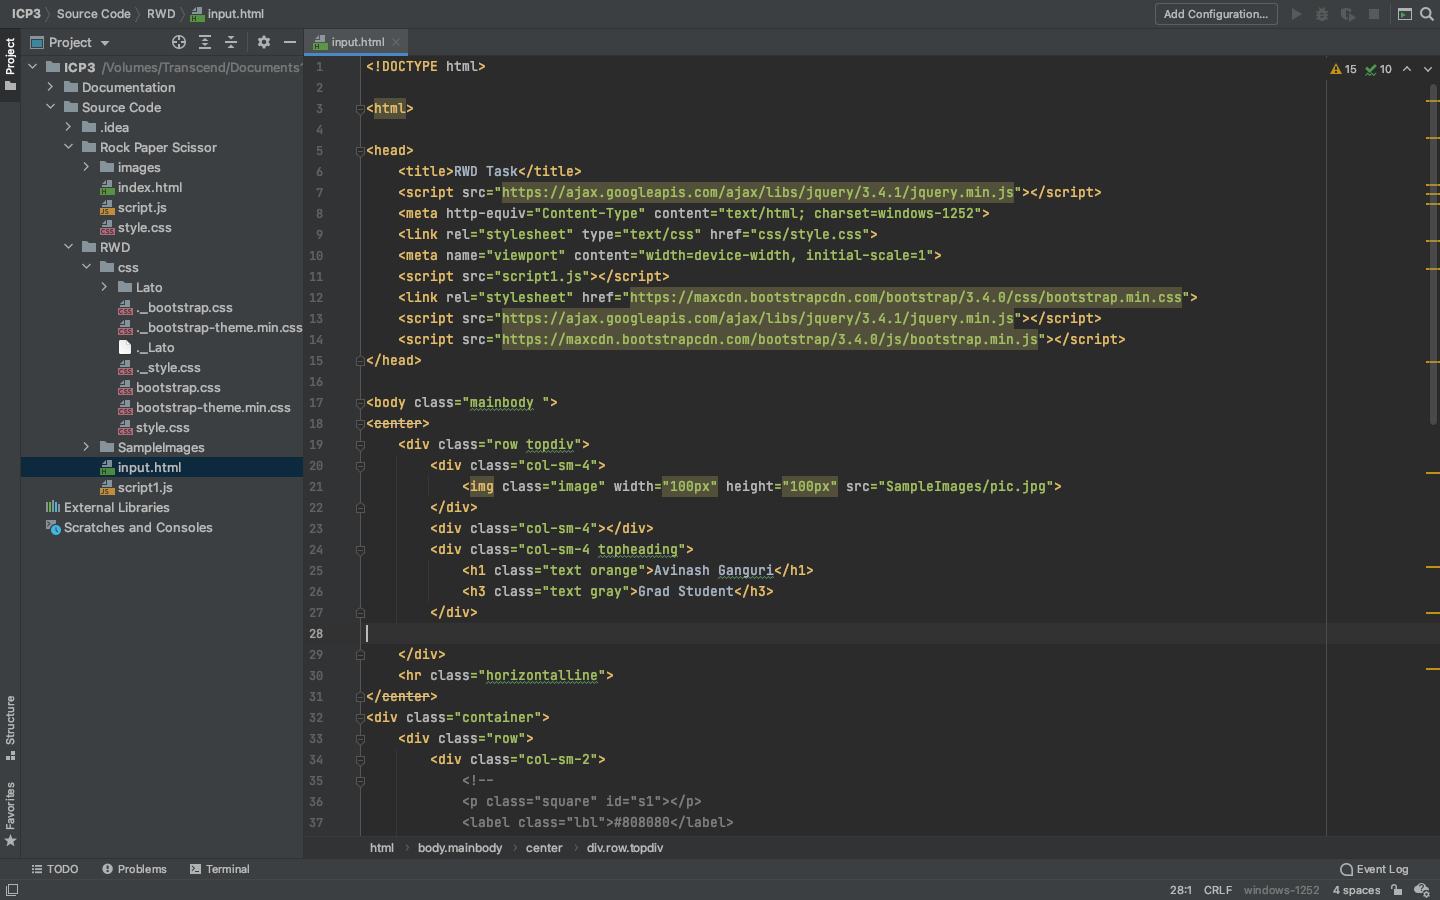 ICP3 Source Code RWD input.html
Add Configuration...
Project
Project
input.html
ICP3 /Volumes/Transcend/Documents
Documentation
Source Code
.idea
Rock Paper Scissor
images
index.html
script.js
style.css
RWD
css
Lato
._bootstrap.css
._bootstrap-theme.min.css
._Lato
._style.css
bootstrap.css
bootstrap-theme.min.css
style.css
SampleImages
input.html
script1.js
External Libraries
Scratches and Consoles
Structure
Favorites
15 10
1 <!DOCTYPE html>
2
3 <html>
4
5 <head>
6 <title>RWD Task</title>
7 <script src="https://ajax.googleapis.com/ajax/libs/jquery/3.4.1/jquery.min.js"></script>
8 <meta http-equiv="Content-Type" content="text/html; charset=windows-1252">
9 <link rel="stylesheet" type="text/css" href="css/style.css">
10 <meta name="viewport" content="width=device-width, initial-scale=1">
11 <script src="script1.js"></script>
12 <link rel="stylesheet" href="https://maxcdn.bootstrapcdn.com/bootstrap/3.4.0/css/bootstrap.min.css">
13 <script src="https://ajax.googleapis.com/ajax/libs/jquery/3.4.1/jquery.min.js"></script>
14 <script src="https://maxcdn.bootstrapcdn.com/bootstrap/3.4.0/js/bootstrap.min.js"></script>
15 </head>
16
17 <body class="mainbody ">
18 <center>
19 <div class="row topdiv">
20 <div class="col-sm-4">
21 <img class="image" width="100px" height="100px" src="SampleImages/pic.jpg">
22 </div>
23 <div class="col-sm-4"></div>
24 <div class="col-sm-4 topheading">
25 <h1 class="text orange">Avinash Ganguri</h1>
26 <h3 class="text gray">Grad Student</h3>
27 </div>
28
29 </div>
30 <hr class="horizontalline">
31 </center>
32 <div class="container">
33 <div class="row">
34 <div class="col-sm-2">
35 <!--
36 <p class="square" id="s1"></p>
37 <label class="lbl">#808080</label>
html body.mainbody center div.row.topdiv
TODO Problems Terminal Event Log
28:1 CRLF windows-1252 4 spaces